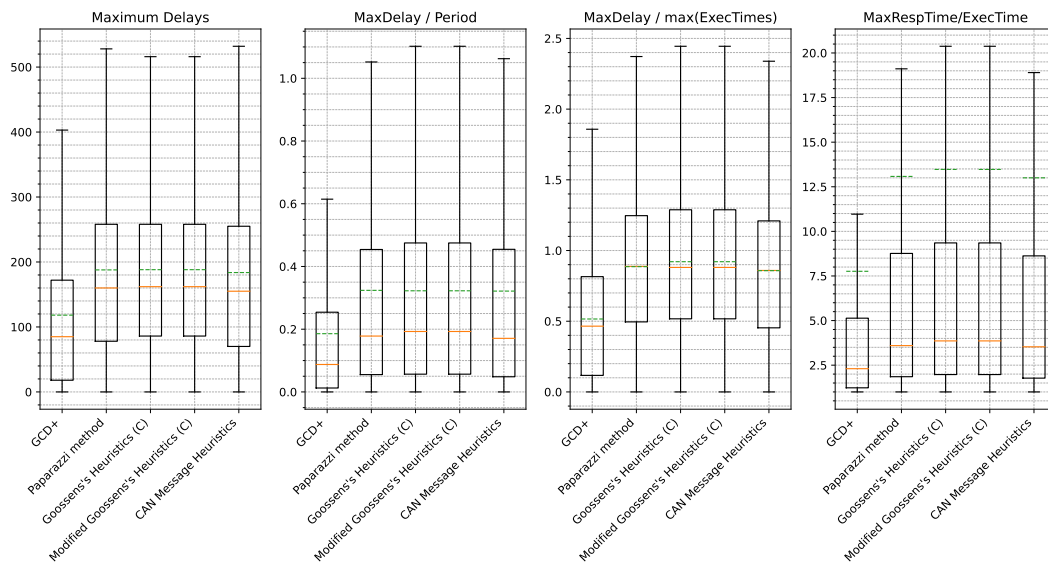 Maximum Delays
500
400
300
200
100
0
GCD+
Paparazzi method
Goossens's Heuristics (C)
Modified Goossens's Heuristics (C)
CAN Message Heuristics
MaxDelay / Period
1.0
0.8
0.6
0.4
0.2
0.0
GCD+
Paparazzi method
Goossens's Heuristics (C)
Modified Goossens's Heuristics (C)
CAN Message Heuristics
MaxDelay / max(ExecTimes)
2.5
2.0
1.5
1.0
0.5
0.0
GCD+
Paparazzi method
Goossens's Heuristics (C)
Modified Goossens's Heuristics (C)
CAN Message Heuristics
MaxRespTime/ExecTime
20.0
17.5
15.0
12.5
10.0
7.5
5.0
2.5
GCD+
Paparazzi method
Goossens's Heuristics (C)
Modified Goossens's Heuristics (C)
CAN Message Heuristics